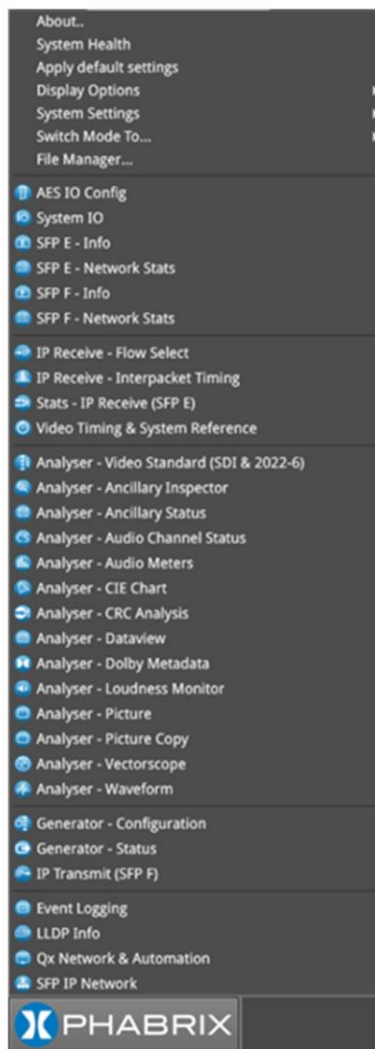 About..
System Health
Apply default settings
Display Options
System Settings
Switch Mode To...
File Manager...
AES IO Config
System IO
SFP E - Info
SFP E - Network Stats
SFP F - Info
SFP F - Network Stats
IP Receive - Flow Select
IP Receive - Interpacket Timing
Stats - IP Receive (SFP E)
Video Timing & System Reference
Analyser - Video Standard (SDI & 2022-6)
Analyser - Ancillary Inspector
Analyser - Ancillary Status
Analyser - Audio Channel Status
Analyser - Audio Meters
Analyser - CIE Chart
Analyser - CRC Analysis
Analyser - Dataview
Analyser - Dolby Metadata
Analyser - Loudness Monitor
Analyser - Picture
Analyser - Picture Copy
Analyser - Vectorscope
Analyser - Waveform
Generator - Configuration
Generator - Status
IP Transmit (SFP F)
Event Logging
LLDP Info
Qx Network & Automation
SFP IP Network
PHABRIX